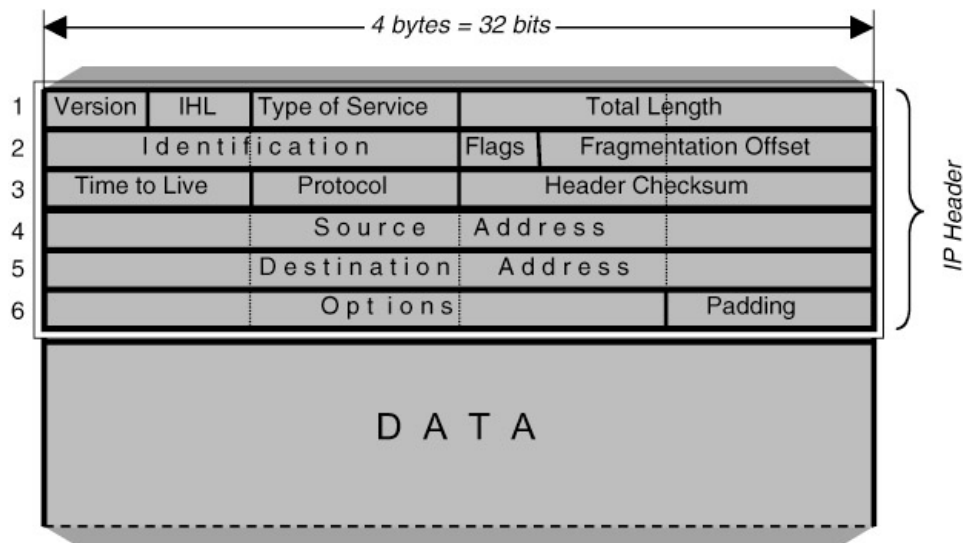 4 bytes = 32 bits
1 Version IHL Type of Service Total Length
2 Identification Flags Fragmentation Offset
3 Time to Live Protocol Header Checksum
4 Source Address
5 Destination Address
6 Options Padding
IP Header
DATA